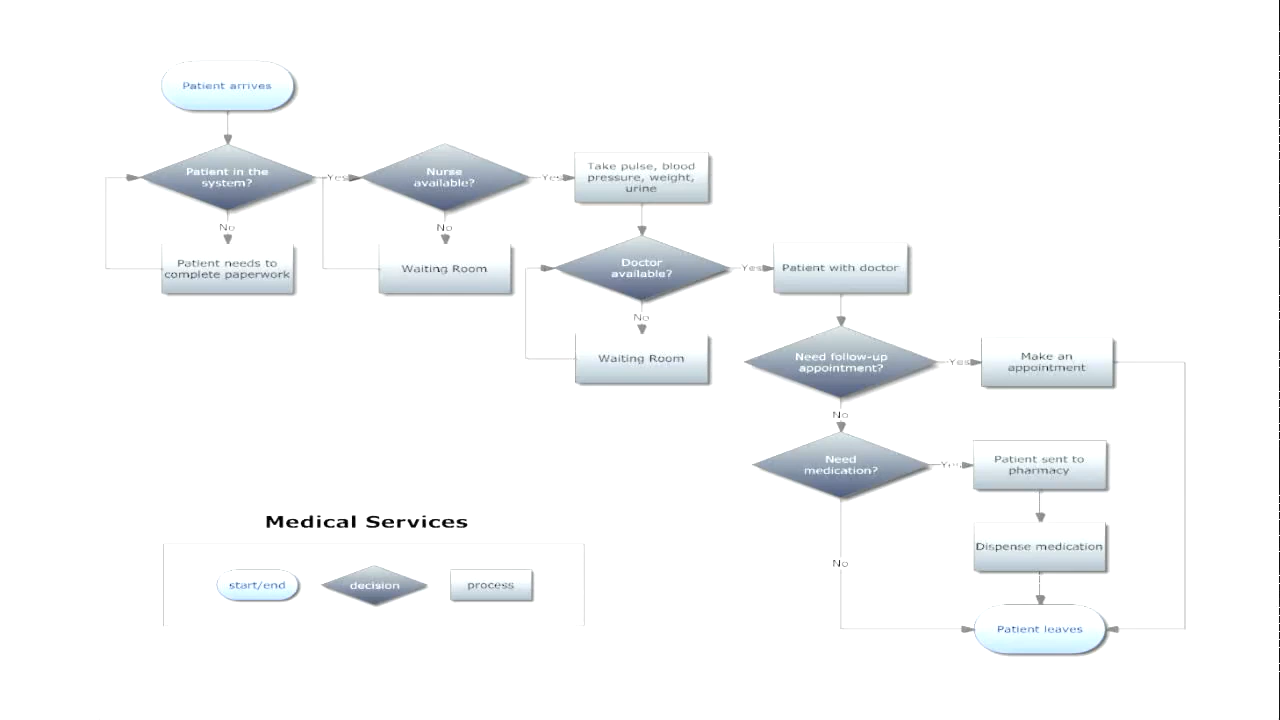 Patient arrives
Patient in the
system?
Yes
Nurse
available?
Yes
Take pulse, blood
pressure, weight,
urine
No
No
Patient needs to
complete paperwork
Waiting Room
Doctor
available?
Yes
Patient with doctor
No
Waiting Room
Need follow-up
appointment?
Yes
Make an
appointment
No
Need
medication?
Yes
Patient sent to
pharmacy
Medical Services
Dispense medication
No
start/end
decision
process
Patient leaves